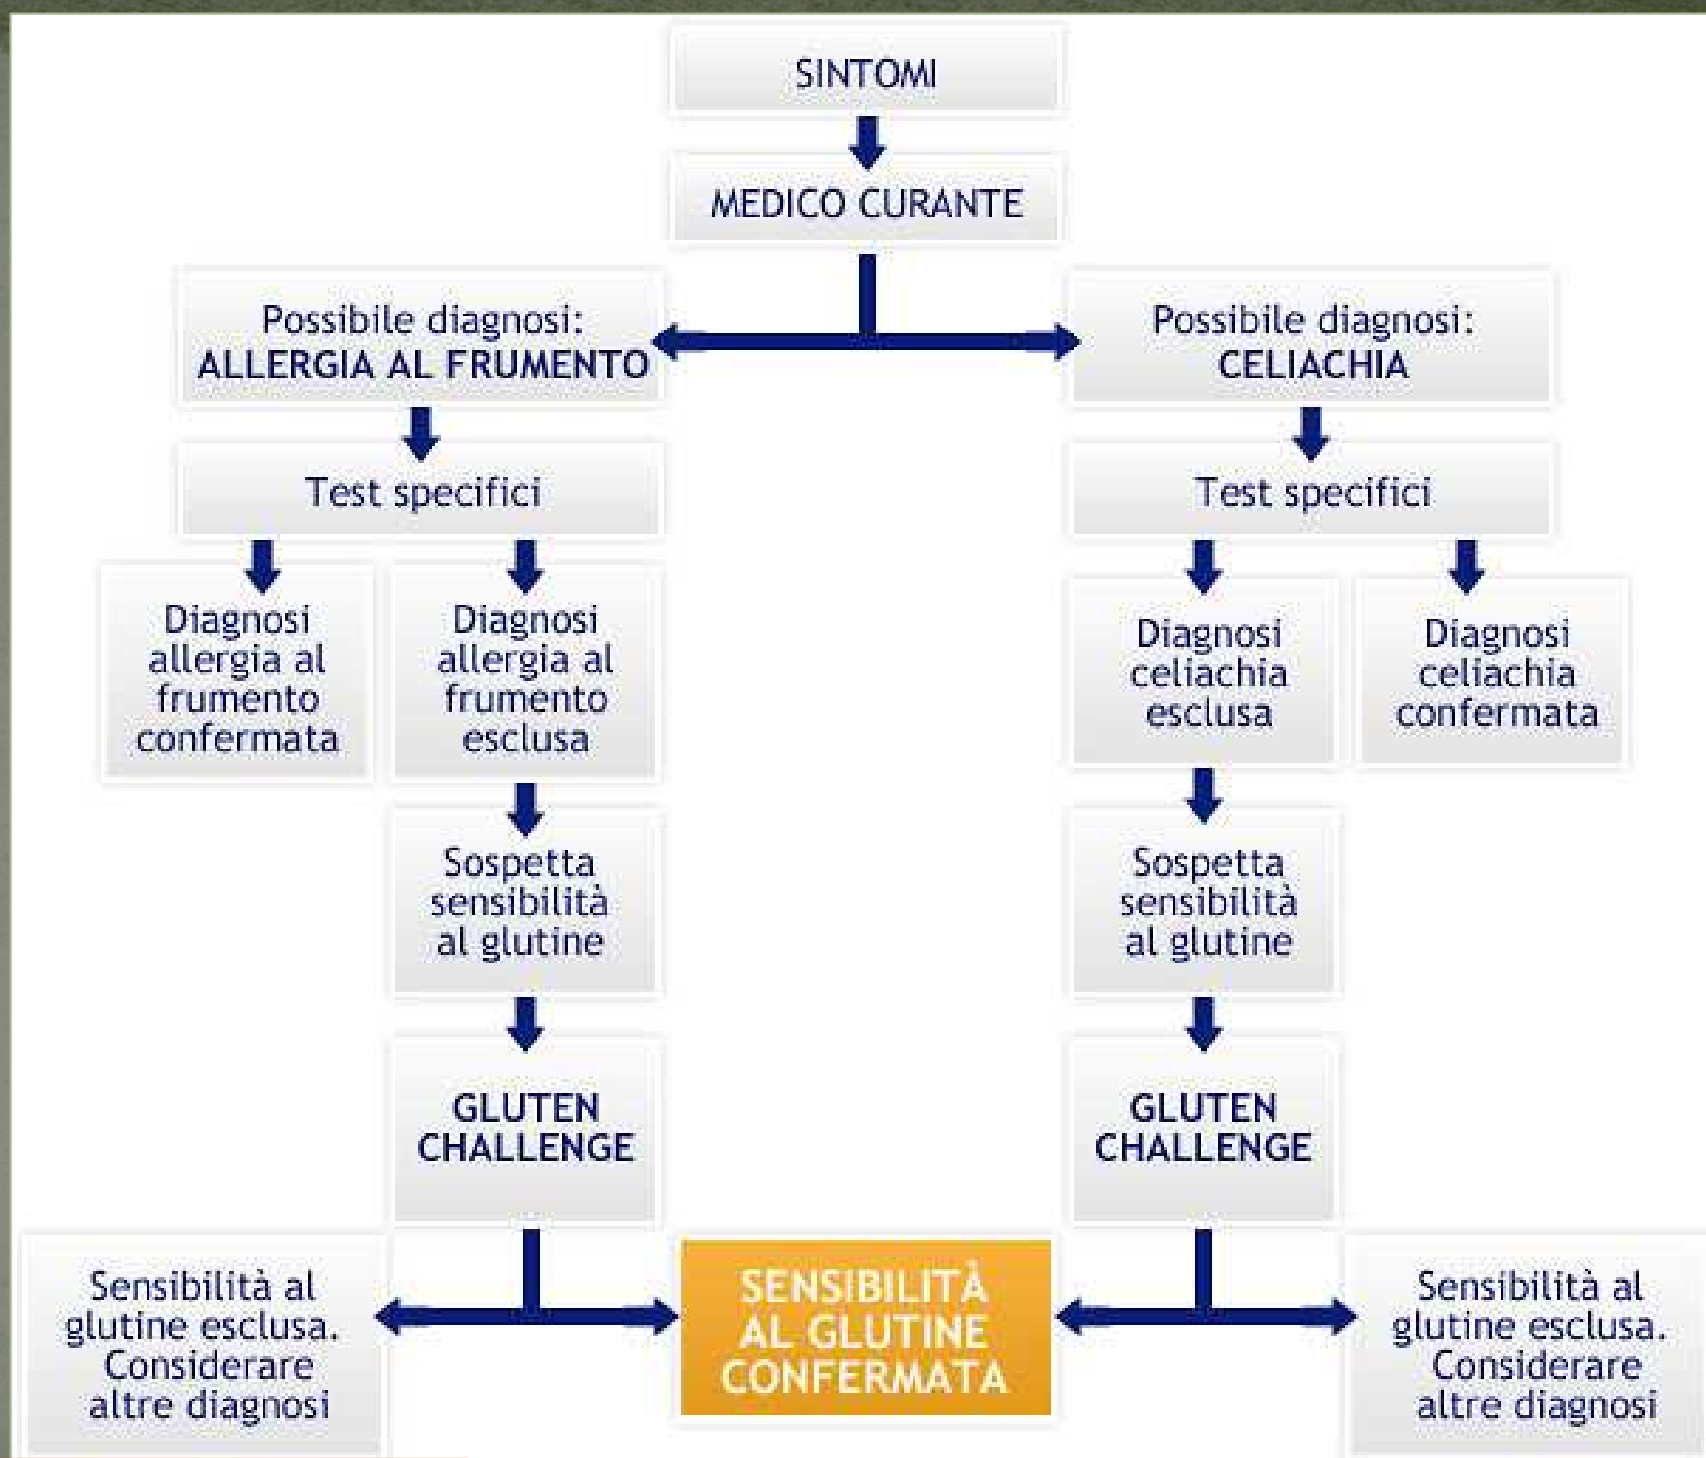 SINTOMI
MEDICO CURANTE
Possibile diagnosi:
ALLERGIA AL FRUMENTO
Possibile diagnosi:
CELIACHIA
Test specifici
Test specifici
Diagnosi
allergia al
frumento
confermata
Diagnosi
allergia al
frumento
esclusa
Diagnosi
celiachia
esclusa
Diagnosi
celiachia
confermata
Sospetta
sensibilità
al glutine
Sospetta
sensibilità
al glutine
GLUTEN
CHALLENGE
GLUTEN
CHALLENGE
Sensibilità al
glutine esclusa.
Considerare
altre diagnosi
SENSIBILITÀ
AL GLUTINE
CONFERMATA
Sensibilità al
glutine esclusa.
Considerare
altre diagnosi